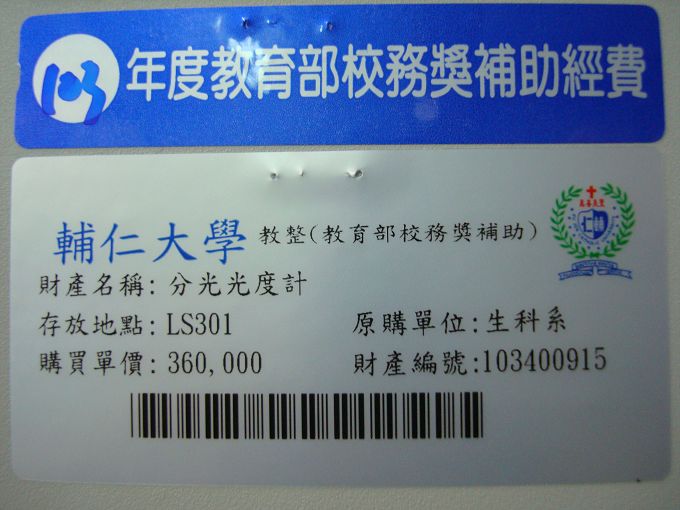 103 年度教育部校務獎補助經費
輔仁大學 教整(教育部校務獎補助)
財產名稱: 分光光度計
存放地點: LS301 原購單位: 生科系
購買單價: 360,000 財產編號: 103400915